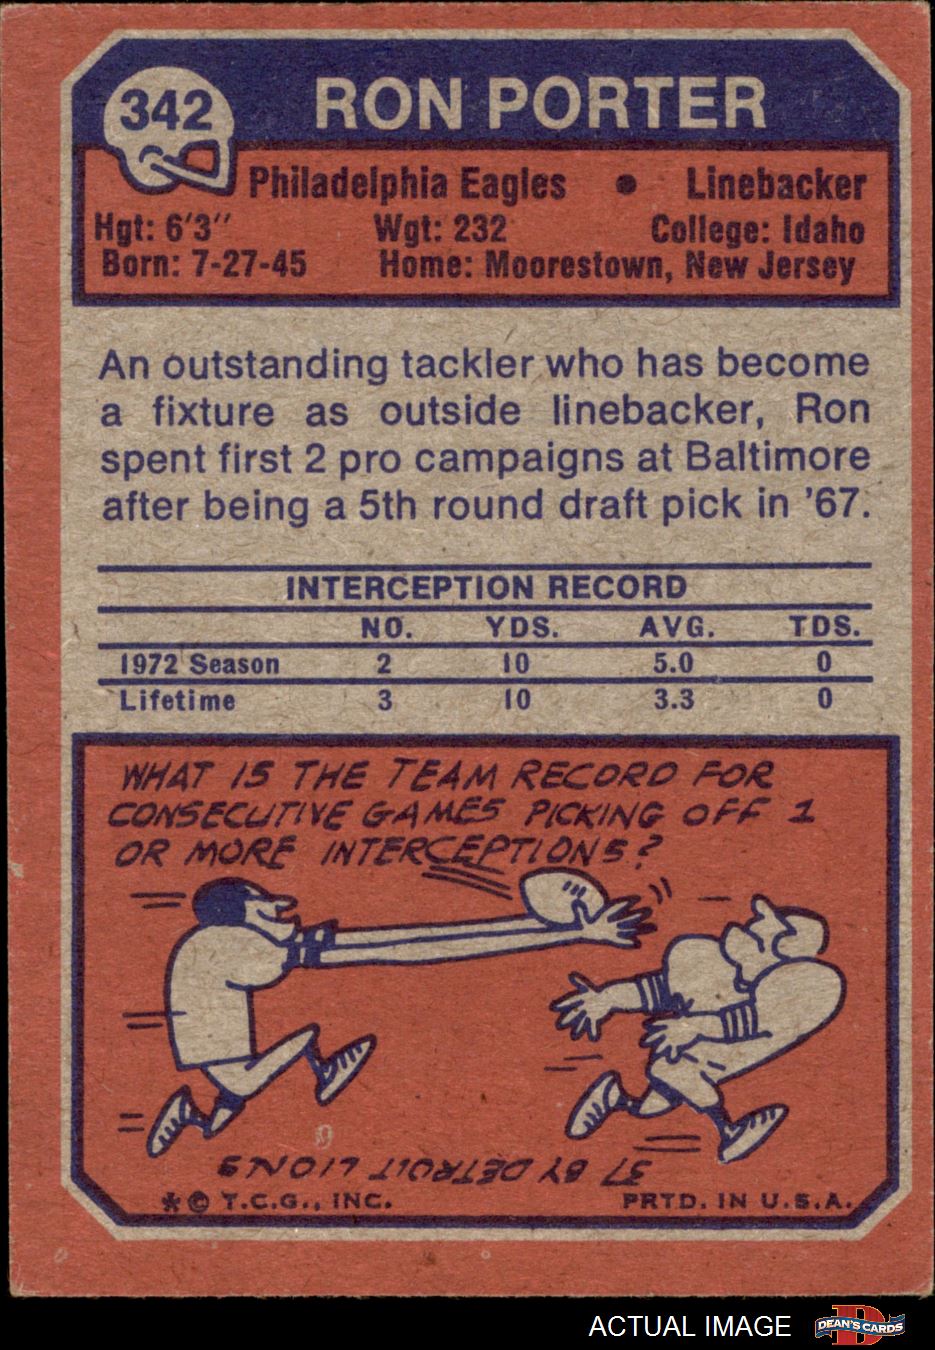 342
RON PORTER
Philadelphia Eagles • Linebacker
Hgt: 6'3" Wgt: 232 College: Idaho
Born: 7-27-45 Home: Moorestown, New Jersey
An outstanding tackler who has become
a fixture as outside linebacker, Ron
spent first 2 pro campaigns at Baltimore
after being a 5th round draft pick in '67.
INTERCEPTION RECORD
NO. YDS. AVG. TDS.
1972 Season 2 10 5.0 0
Lifetime 3 10 3.3 0
WHAT IS THE TEAM RECORD FOR
CONSECUTIVE GAMES PICKING OFF 1
OR MORE INTERCEPTIONS?
37 BY DETROIT LIONS
*© T.C.G., INC. PRTD. IN U.S.A.
ACTUAL IMAGE
DEAN'S CARDS